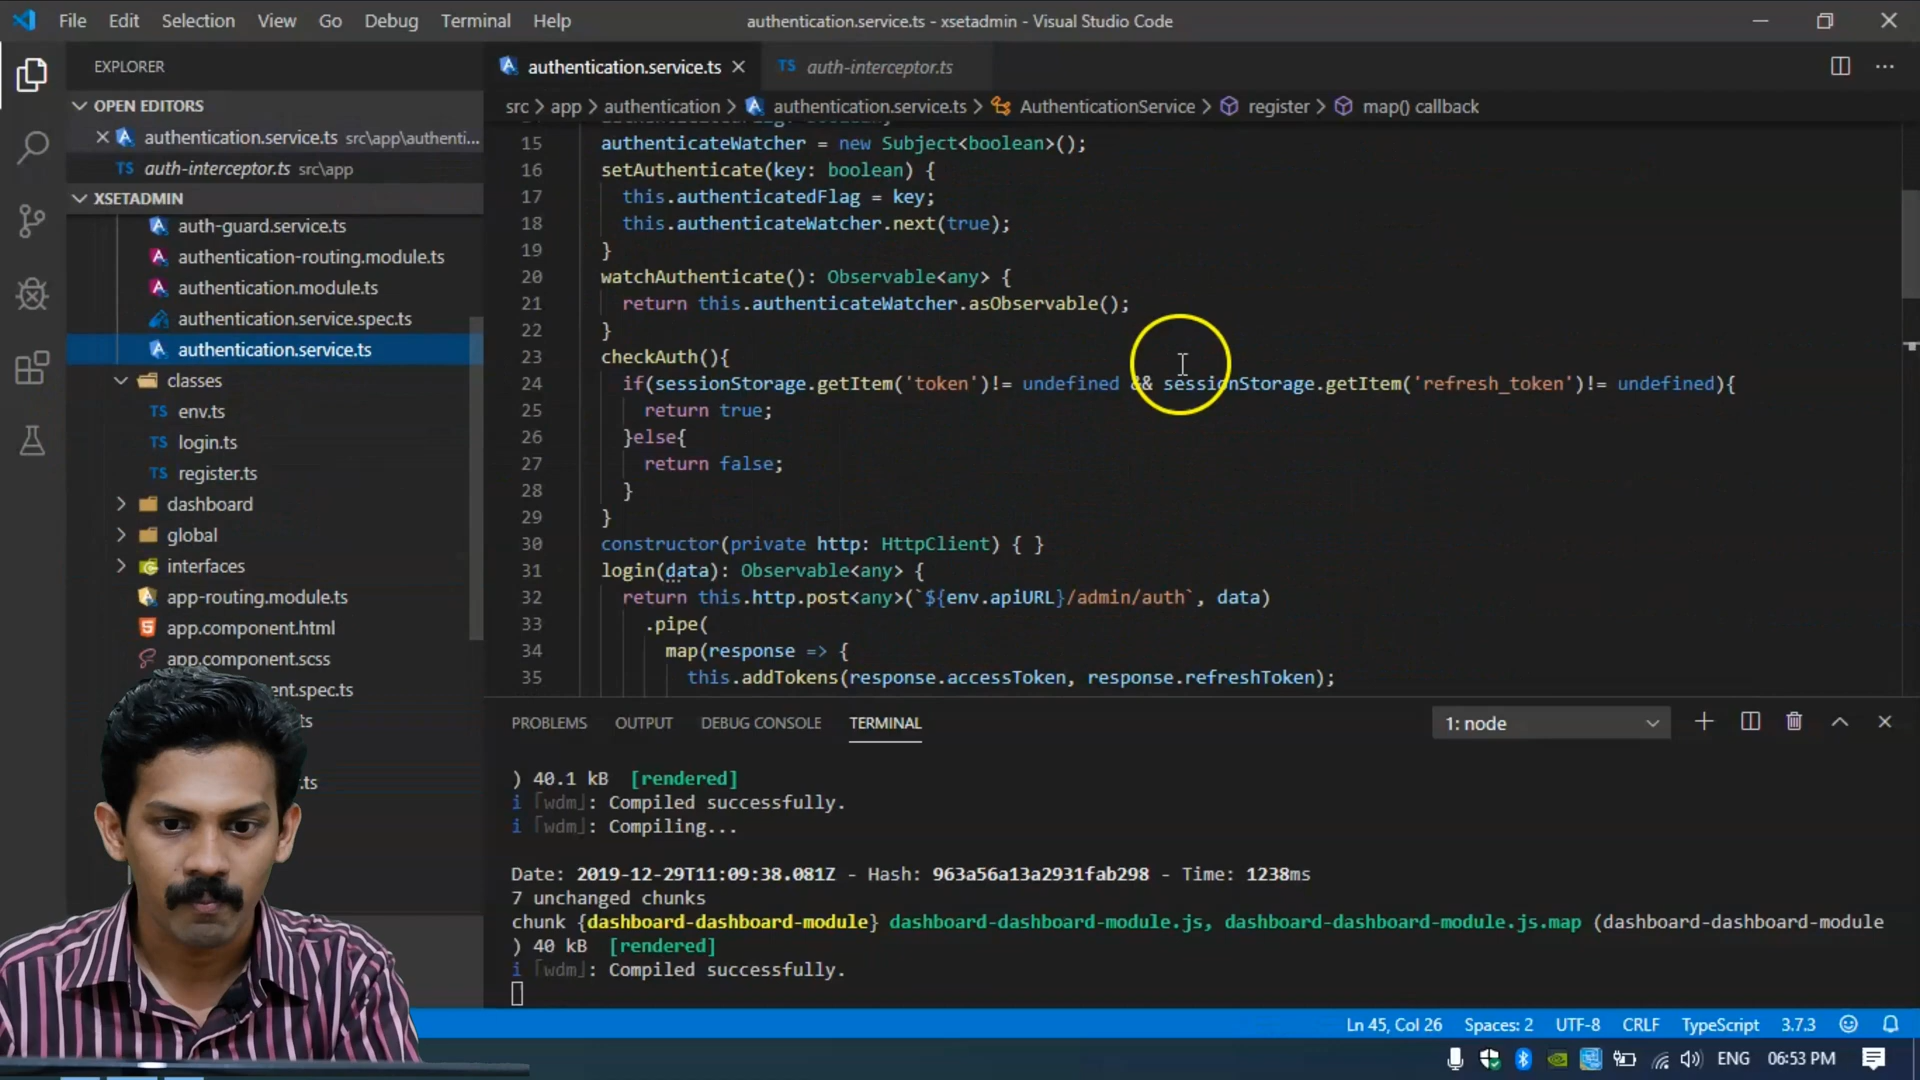 File Edit Selection View Go Debug Terminal Help
authentication.service.ts - xsetadmin - Visual Studio Code
EXPLORER
OPEN EDITORS
authentication.service.ts src\app\authenti...
auth-interceptor.ts src\app
XSETADMIN
auth-guard.service.ts
authentication-routing.module.ts
authentication.module.ts
authentication.service.spec.ts
authentication.service.ts
classes
TS env.ts
TS login.ts
TS register.ts
dashboard
global
interfaces
app-routing.module.ts
app.component.html
app.component.scss
ent.spec.ts
ts
.ts
authentication.service.ts
TS auth-interceptor.ts
src > app > authentication > authentication.service.ts > AuthenticationService > register > map() callback
15 authenticateWatcher = new Subject<boolean>();
16 setAuthenticate(key: boolean) {
17 this.authenticatedFlag = key;
18 this.authenticateWatcher.next(true);
19 }
20 watchAuthenticate(): Observable<any> {
21 return this.authenticateWatcher.asObservable();
22 }
23 checkAuth(){
24 if(sessionStorage.getItem('token')!= undefined && sessionStorage.getItem('refresh_token')!= undefined){
25 return true;
26 }else{
27 return false;
28 }
29 }
30 constructor(private http: HttpClient) { }
31 login(data): Observable<any> {
32 return this.http.post<any>(`${env.apiURL}/admin/auth`, data)
33 .pipe(
34 map(response => {
35 this.addTokens(response.accessToken, response.refreshToken);
PROBLEMS OUTPUT DEBUG CONSOLE TERMINAL
1: node
) 40.1 kB [rendered]
i ｢wdm｣: Compiled successfully.
i ｢wdm｣: Compiling...
Date: 2019-12-29T11:09:38.081Z - Hash: 963a56a13a2931fab298 - Time: 1238ms
7 unchanged chunks
chunk {dashboard-dashboard-module} dashboard-dashboard-module.js, dashboard-dashboard-module.js.map (dashboard-dashboard-module
) 40 kB [rendered]
i ｢wdm｣: Compiled successfully.
Ln 45, Col 26 Spaces: 2 UTF-8 CRLF TypeScript 3.7.3
ENG 06:53 PM